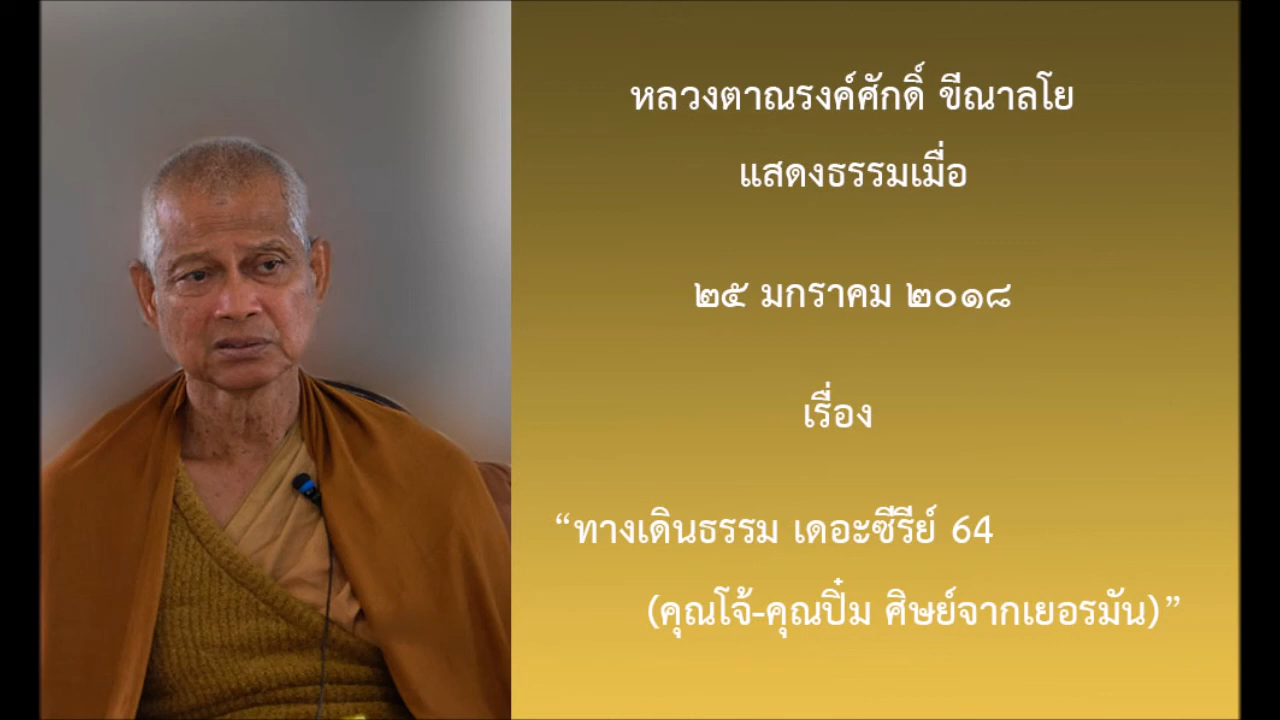 หลวงตาณรงค์ศักดิ์ ขีณาลโย
แสดงธรรมเมื่อ
๒๕ มกราคม ๒๐๑๘
เรื่อง
“ทางเดินธรรม เดอะซีรีย์ 64
(คุณโจ้-คุณปิ๋ม ศิษย์จากเยอรมัน)”